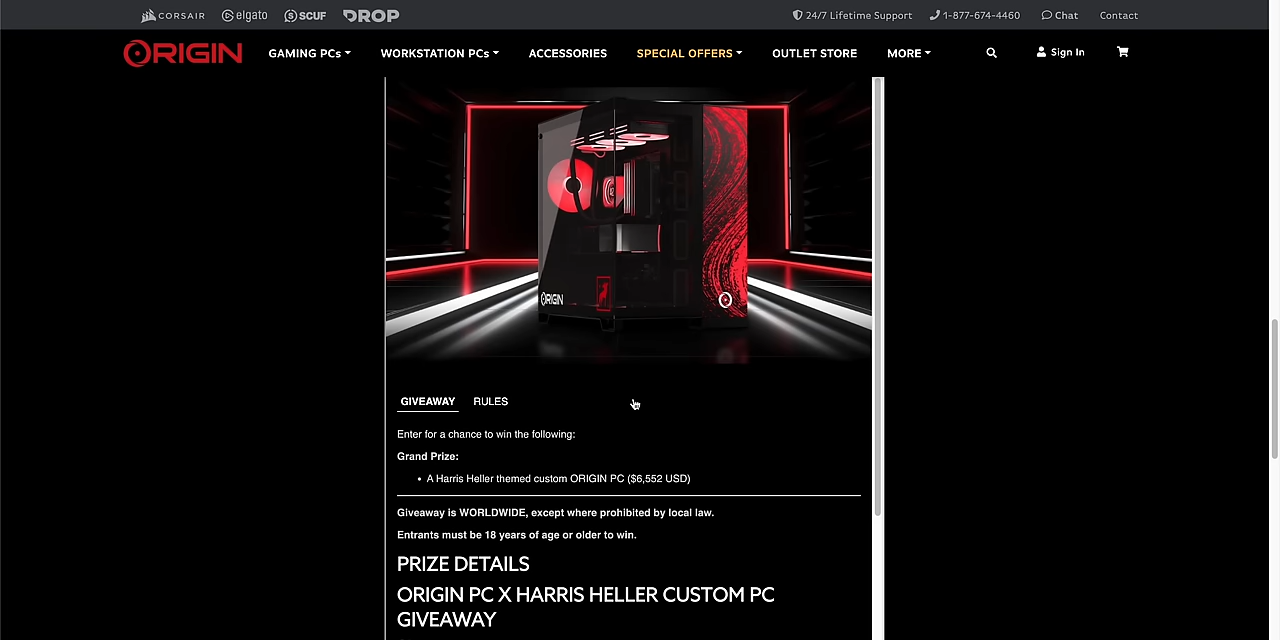 CORSAIR elgato SCUF DROP 24/7 Lifetime Support 1-877-674-4460 Chat Contact
ORIGIN GAMING PCs WORKSTATION PCs ACCESSORIES SPECIAL OFFERS OUTLET STORE MORE Sign In
ORIGIN
GIVEAWAY RULES
Enter for a chance to win the following:
Grand Prize:
• A Harris Heller themed custom ORIGIN PC ($6,552 USD)
Giveaway is WORLDWIDE, except where prohibited by local law.
Entrants must be 18 years of age or older to win.
PRIZE DETAILS
ORIGIN PC X HARRIS HELLER CUSTOM PC
GIVEAWAY